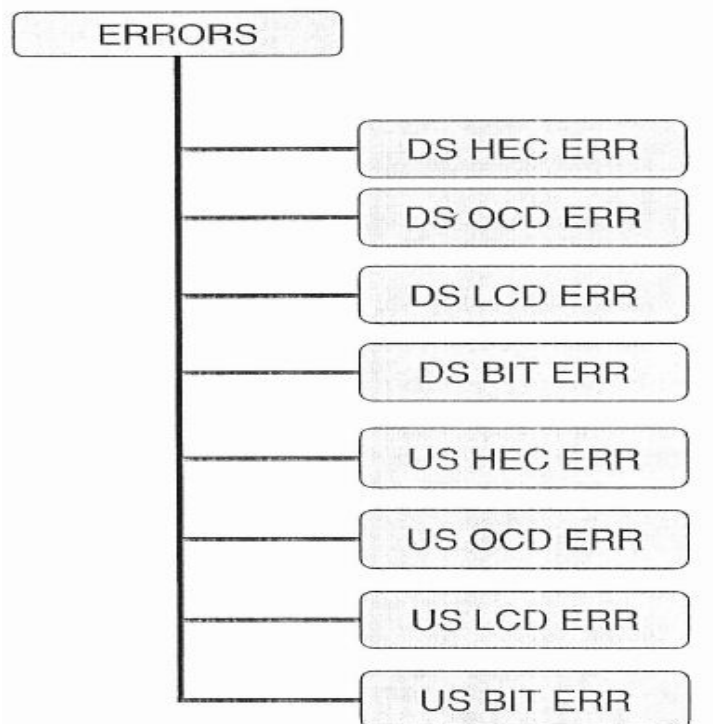 ERRORS
DS HEC ERR
DS OCD ERR
DS LCD ERR
DS BIT ERR
US HEC ERR
US OCD ERR
US LCD ERR
US BIT ERR